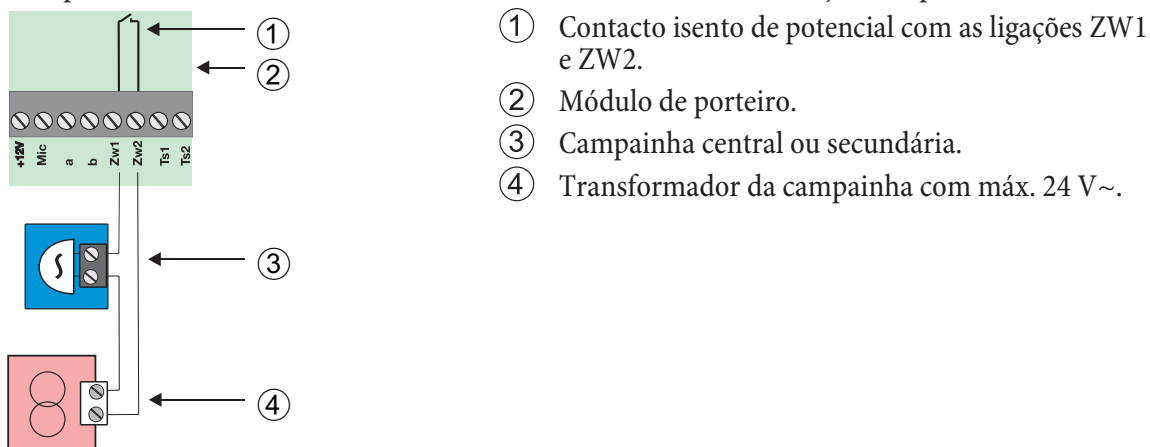 ① Contacto isento de potencial com as ligações ZW1
e ZW2.
② Módulo de porteiro.
③ Campainha central ou secundária.
④ Transformador da campainha com máx. 24 V~.
①
②
+12V
Mic
a
b
Zw1
Zw2
Ts1
Ts2
③
④